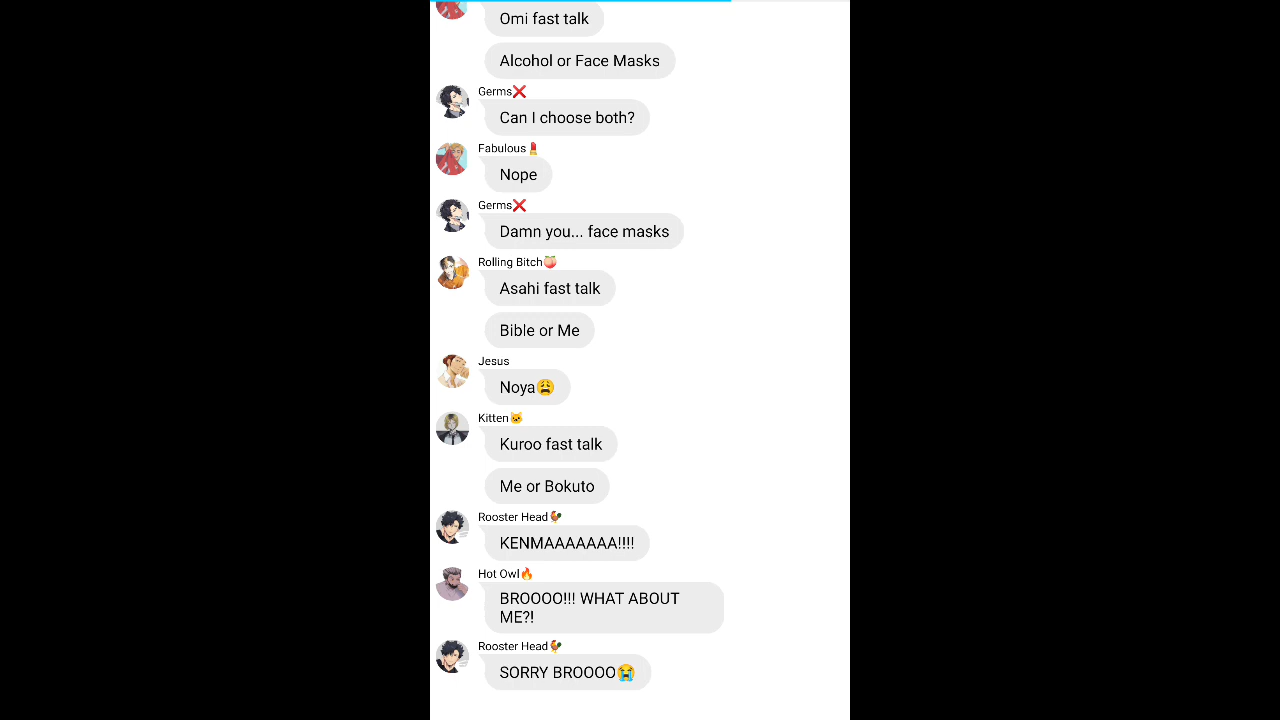 Omi fast talk
Alcohol or Face Masks
Germs❌
Can I choose both?
Fabulous💄
Nope
Germs❌
Damn you... face masks
Rolling Bitch🍑
Asahi fast talk
Bible or Me
Jesus
Noya😩
Kitten🐱
Kuroo fast talk
Me or Bokuto
Rooster Head🐓
KENMAAAAAAA!!!!
Hot Owl🔥
BROOOO!!! WHAT ABOUT
ME?!
Rooster Head🐓
SORRY BROOOO😭